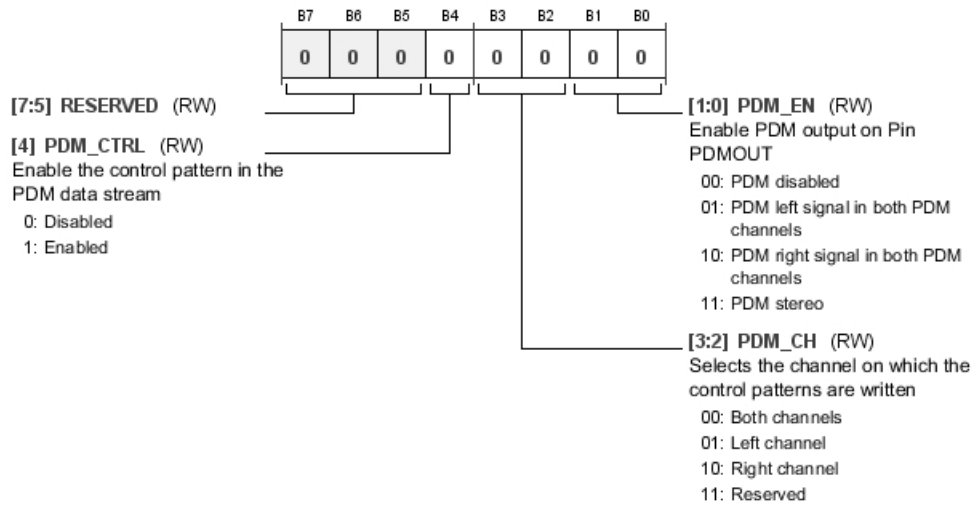 B7 B6 B5 B4 B3 B2 B1 B0
0 0 0 0 0 0 0 0
[7:5] RESERVED (RW)
[4] PDM_CTRL (RW)
Enable the control pattern in the
PDM data stream
0: Disabled
1: Enabled
[1:0] PDM_EN (RW)
Enable PDM output on Pin
PDMOUT
00: PDM disabled
01: PDM left signal in both PDM
channels
10: PDM right signal in both PDM
channels
11: PDM stereo
[3:2] PDM_CH (RW)
Selects the channel on which the
control patterns are written
00: Both channels
01: Left channel
10: Right channel
11: Reserved